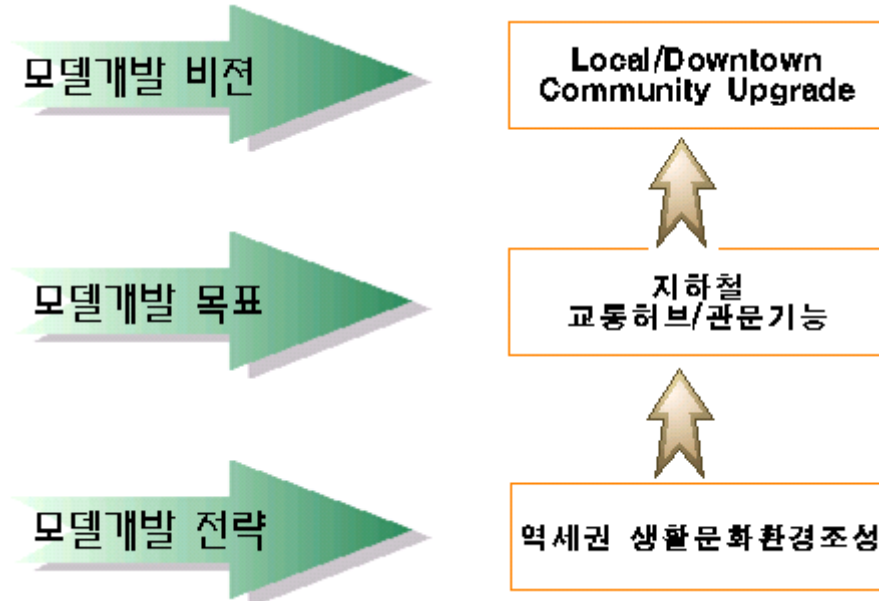 모델개발 비젼
Local/Downtown
Community Upgrade
모델개발 목표
지하철
교통허브/관문기능
모델개발 전략
역세권 생활문화환경조성